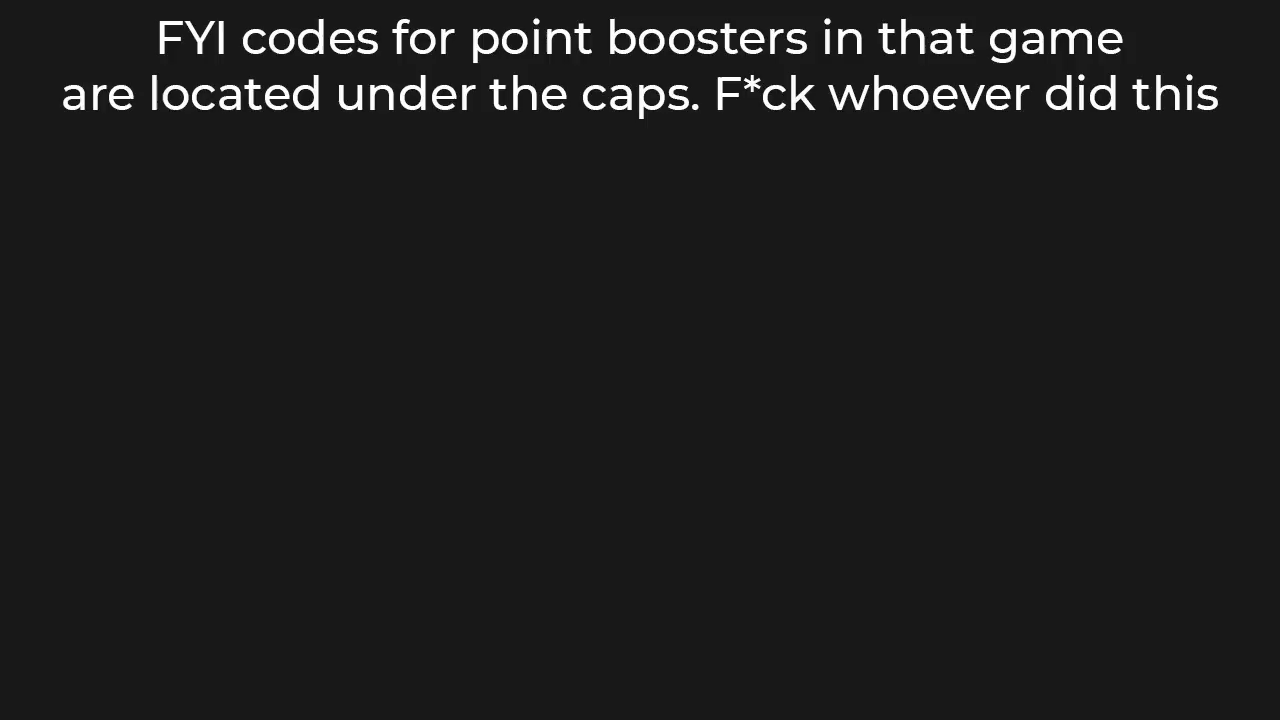 FYI codes for point boosters in that game
are located under the caps. F*ck whoever did this